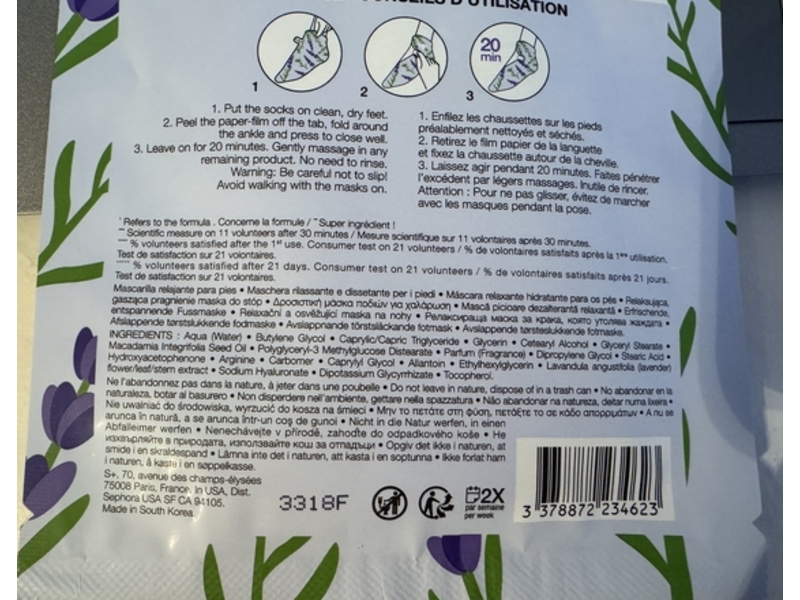 CONSEILS D'UTILISATION
20
min
1
2
3
1. Put the socks on clean, dry feet.
2. Peel the paper-film off the tab, fold around
the ankle and press to close well.
3. Leave on for 20 minutes. Gently massage in any
remaining product. No need to rinse.
Warning: Be careful not to slip!
Avoid walking with the masks on.
1. Enfilez les chaussettes sur les pieds
préalablement nettoyés et séchés.
2. Retirez le film papier de la languette
et fixez la chaussette autour de la cheville.
3. Laissez agir pendant 20 minutes. Faites pénétrer
l'excédent par légers massages. Inutile de rincer.
Attention : Pour ne pas glisser, évitez de marcher
avec les masques pendant la pose.
* Refers to the formula . Concerne la formule / ** Super ingrédient !
*** Scientific measure on 11 volunteers after 30 minutes / Mesure scientifique sur 11 volontaires après 30 minutes.
**** % volunteers satisfied after the 1st use. Consumer test on 21 volunteers / % de volontaires satisfaits après la 1ère utilisation.
Test de satisfaction sur 21 volontaires.
***** % volunteers satisfied after 21 days. Consumer test on 21 volunteers / % de volontaires satisfaits après 21 jours.
Test de satisfaction sur 21 volontaires.
Mascarilla relajante para pies • Maschera rilassante e dissetante per i piedi • Máscara relaxante hidratante para os pés • Relaksująca,
gasząca pragnienie maska do stóp • Δροσιστική μάσκα ποδιών για χαλάρωση • Mască picioare dezalterantă relaxantă • Erfrischende,
entspannende Fussmaske • Relaxační a osvěžující maska na nohy • Релаксираща маска за крака, която утолява жаждата •
Afslappende tørstslukkende fodmaske • Avslappnande törstsläckande fotmask • Avslappende tørsteslukkende fotmaske.
INGREDIENTS : Aqua (Water) • Butylene Glycol • Caprylic/Capric Triglyceride • Glycerin • Cetearyl Alcohol • Glyceryl Stearate •
Macadamia Integrifolia Seed Oil • Polyglyceryl-3 Methylglucose Distearate • Parfum (Fragrance) • Dipropylene Glycol • Stearic Acid •
Hydroxyacetophenone • Arginine • Carbomer • Caprylyl Glycol • Allantoin • Ethylhexylglycerin • Lavandula angustifolia (lavender)
flower/leaf/stem extract • Sodium Hyaluronate • Dipotassium Glycyrrhizate • Tocopherol.
Ne l'abandonnez pas dans la nature, à jeter dans une poubelle • Do not leave in nature, dispose of in a trash can • No abandonar en la
naturaleza, botar al basurero • Non disperdere nell'ambiente, gettare nella spazzatura • Não abandonar na natureza, deitar numa lixeira •
Nie uwalniać do środowiska, wyrzucić do kosza na śmieci • Μην το πετάτε στη φύση, πετάξτε το σε κάδο απορριμμάτων • A nu se
arunca în natură, a se arunca într-un coș de gunoi • Nicht in die Natur werfen, in einen
Abfalleimer werfen • Nenechávejte v přírodě, zahoďte do odpadkového koše • Не
изхвърляйте в природата, използвайте кош за отпадъци • Opgiv det ikke i naturen, at
smide i en skraldespand • Lämna inte det i naturen, att kasta i en soptunna • Ikke forlat ham
i naturen, å kaste i en søppelkasse.
S+, 70, avenue des champs-élysées
75008 Paris, France. In USA, Dist.
Sephora USA SF CA 94105.
Made in South Korea.
3318F
2X
par semaine
per week
3 378872 234623